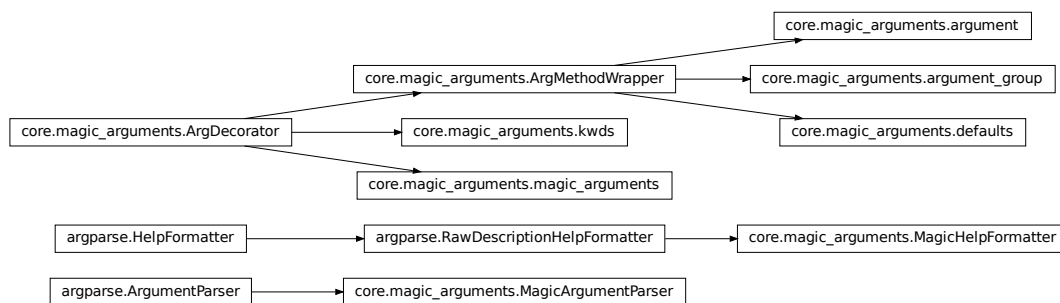 core.magic_arguments.argument
core.magic_arguments.ArgMethodWrapper
core.magic_arguments.argument_group
core.magic_arguments.ArgDecorator
core.magic_arguments.kwds
core.magic_arguments.defaults
core.magic_arguments.magic_arguments
argparse.HelpFormatter
argparse.RawDescriptionHelpFormatter
core.magic_arguments.MagicHelpFormatter
argparse.ArgumentParser
core.magic_arguments.MagicArgumentParser